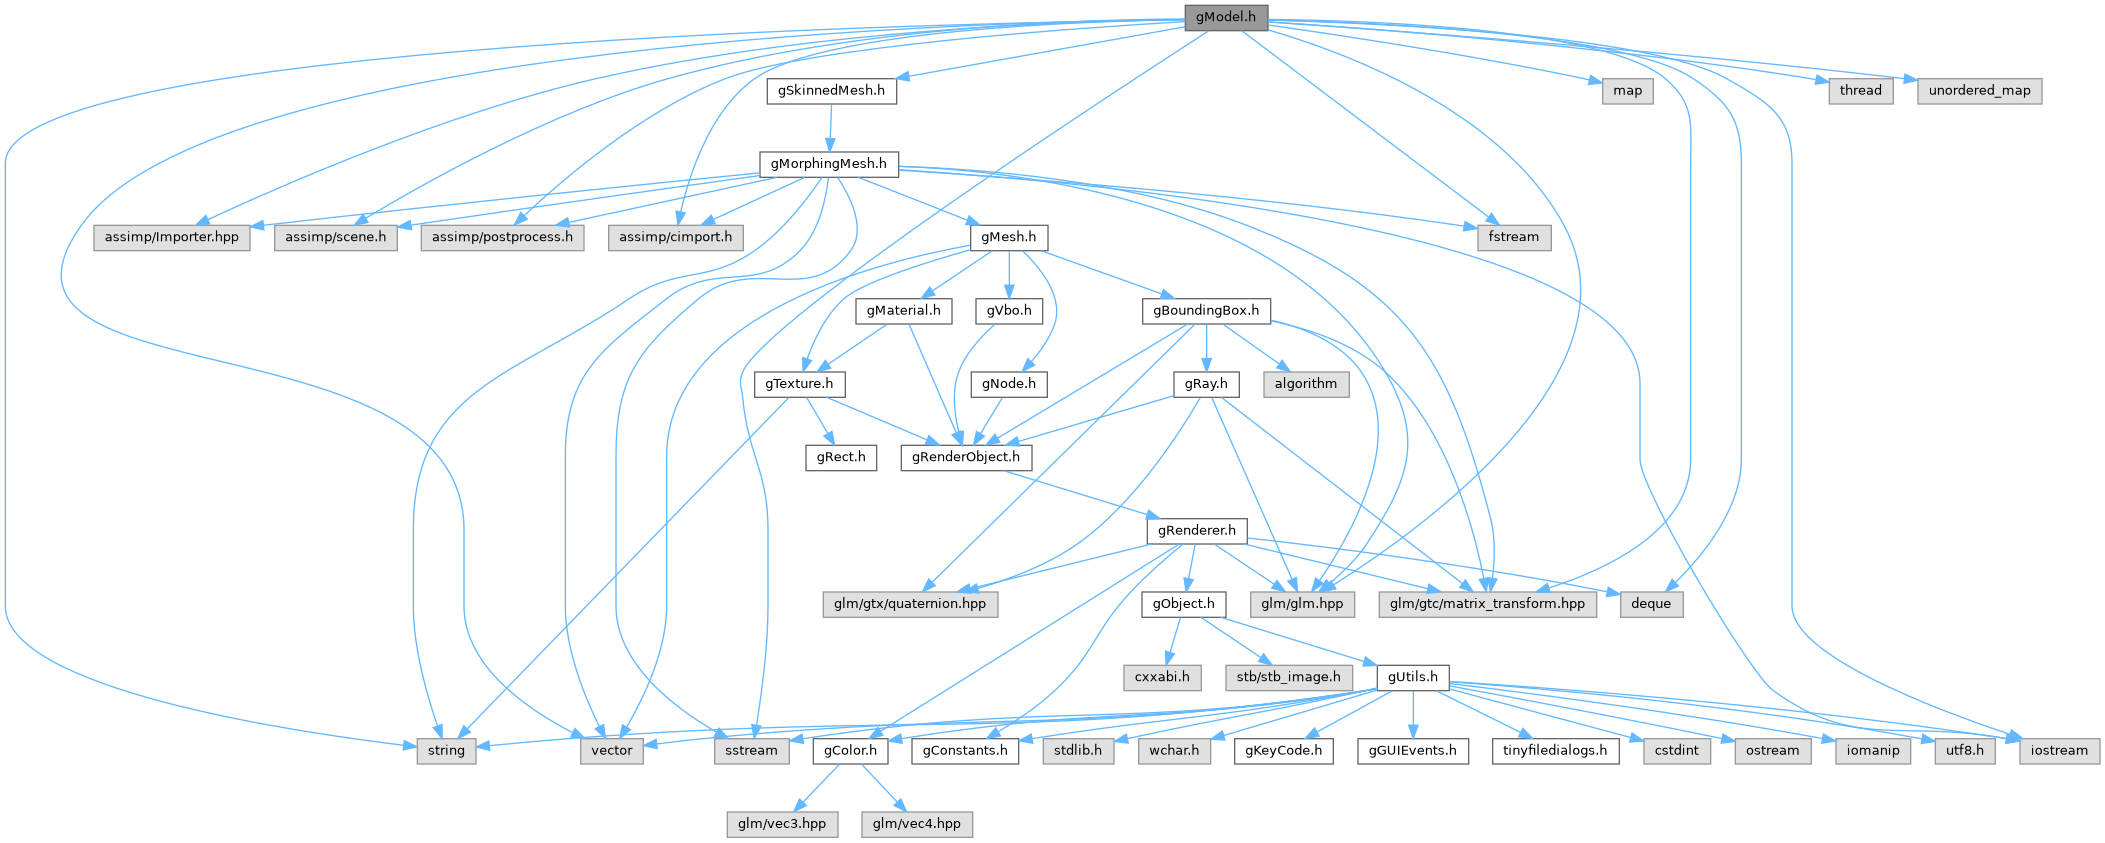 gModel.h
gSkinnedMesh.h
map
thread
unordered_map
gMorphingMesh.h
assimp/Importer.hpp
assimp/scene.h
assimp/postprocess.h
assimp/cimport.h
gMesh.h
fstream
gMaterial.h
gVbo.h
gBoundingBox.h
gTexture.h
gNode.h
gRay.h
algorithm
gRect.h
gRenderObject.h
gRenderer.h
glm/gtx/quaternion.hpp
gObject.h
glm/glm.hpp
glm/gtc/matrix_transform.hpp
deque
cxxabi.h
stb/stb_image.h
gUtils.h
string
vector
sstream
gColor.h
gConstants.h
stdlib.h
wchar.h
gKeyCode.h
gGUIEvents.h
tinyfiledialogs.h
cstdint
ostream
iomanip
utf8.h
iostream
glm/vec3.hpp
glm/vec4.hpp